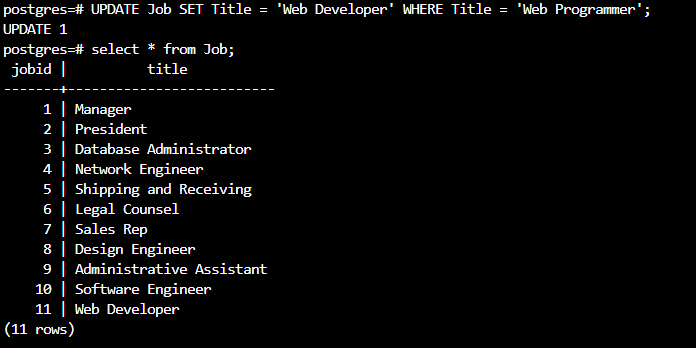 postgres=# UPDATE Job SET Title = 'Web Developer' WHERE Title = 'Web Programmer';
UPDATE 1
postgres=# select * from Job;
 jobid |          title
-------+--------------------------
     1 | Manager
     2 | President
     3 | Database Administrator
     4 | Network Engineer
     5 | Shipping and Receiving
     6 | Legal Counsel
     7 | Sales Rep
     8 | Design Engineer
     9 | Administrative Assistant
    10 | Software Engineer
    11 | Web Developer
(11 rows)